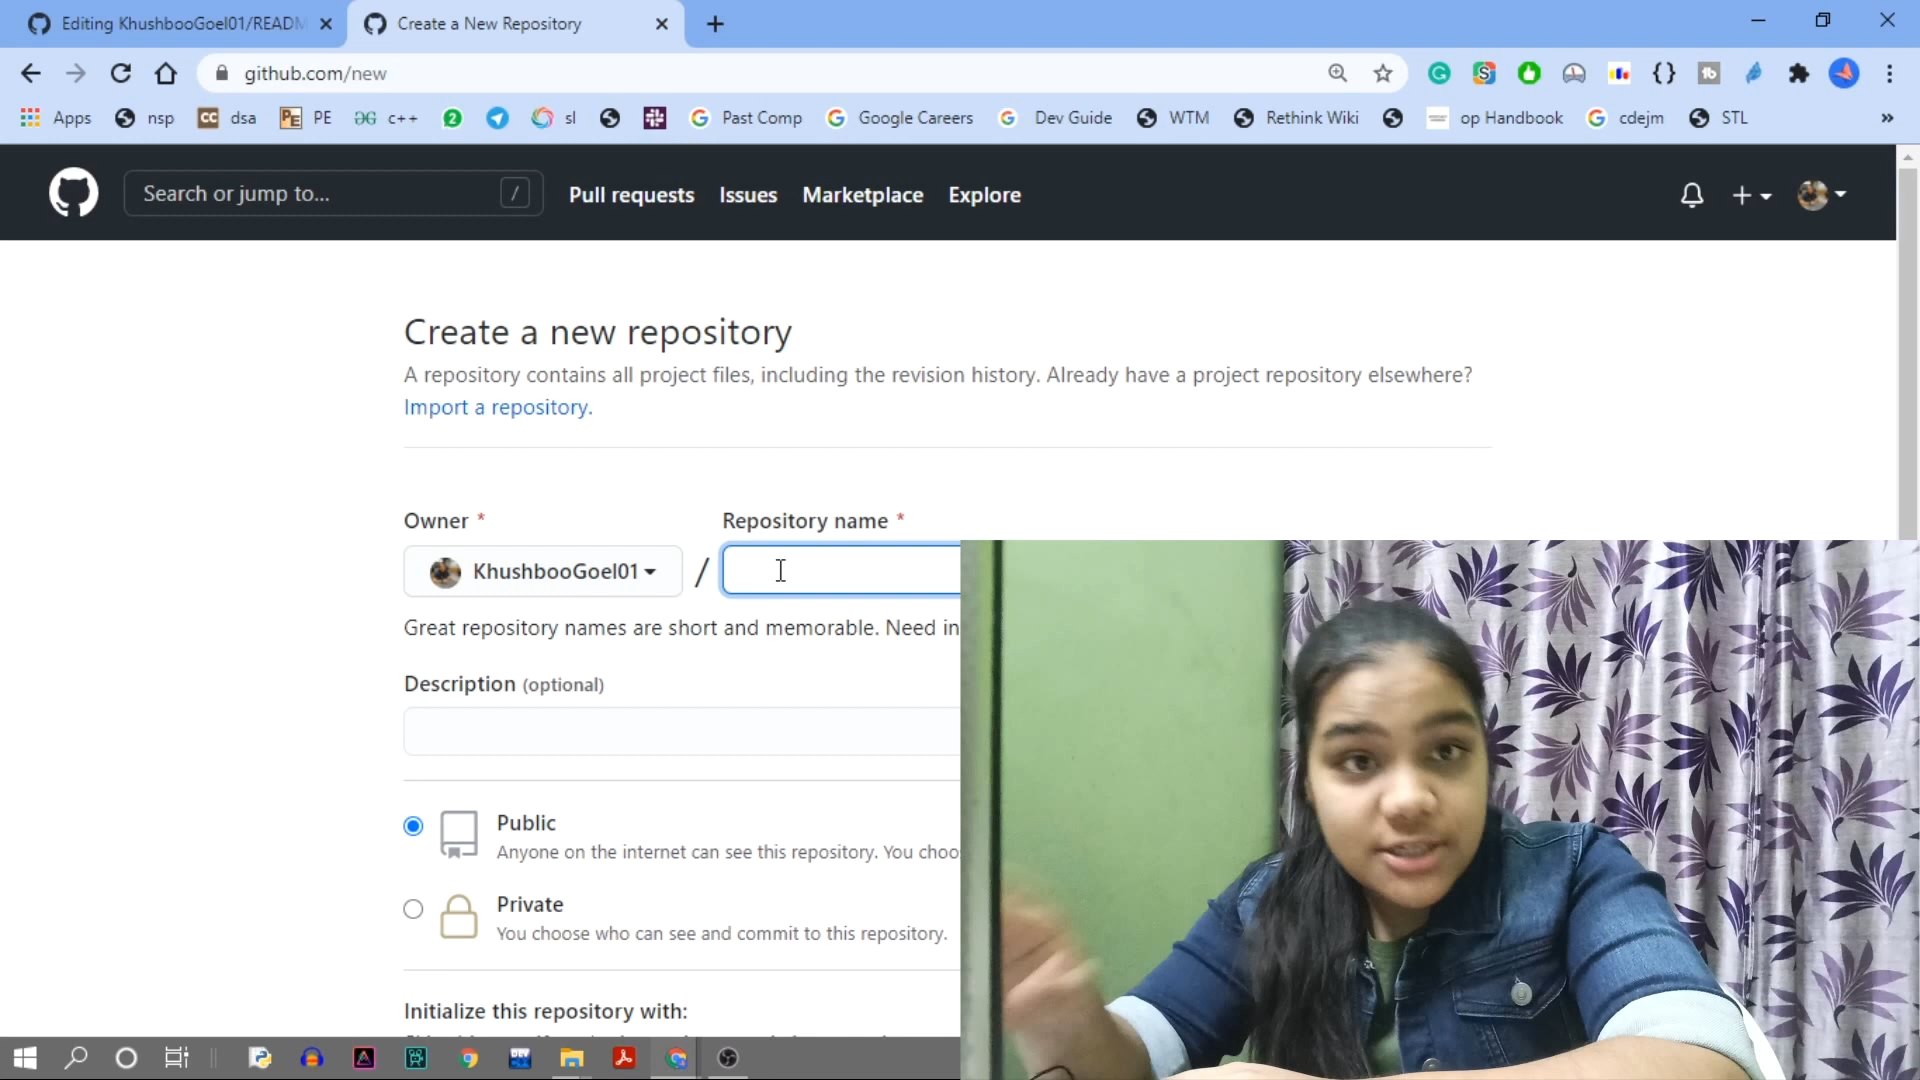 Editing KhushbooGoel01/READM
Create a New Repository
github.com/new
Apps nsp dsa PE c++ 2 sl Past Comp Google Careers Dev Guide WTM Rethink Wiki op Handbook cdejm STL »
Search or jump to... / Pull requests Issues Marketplace Explore
Create a new repository
A repository contains all project files, including the revision history. Already have a project repository elsewhere?
Import a repository.
Owner * Repository name *
KhushbooGoel01 /
Great repository names are short and memorable. Need in
Description (optional)
Public
Anyone on the internet can see this repository. You choo
Private
You choose who can see and commit to this repository.
Initialize this repository with: